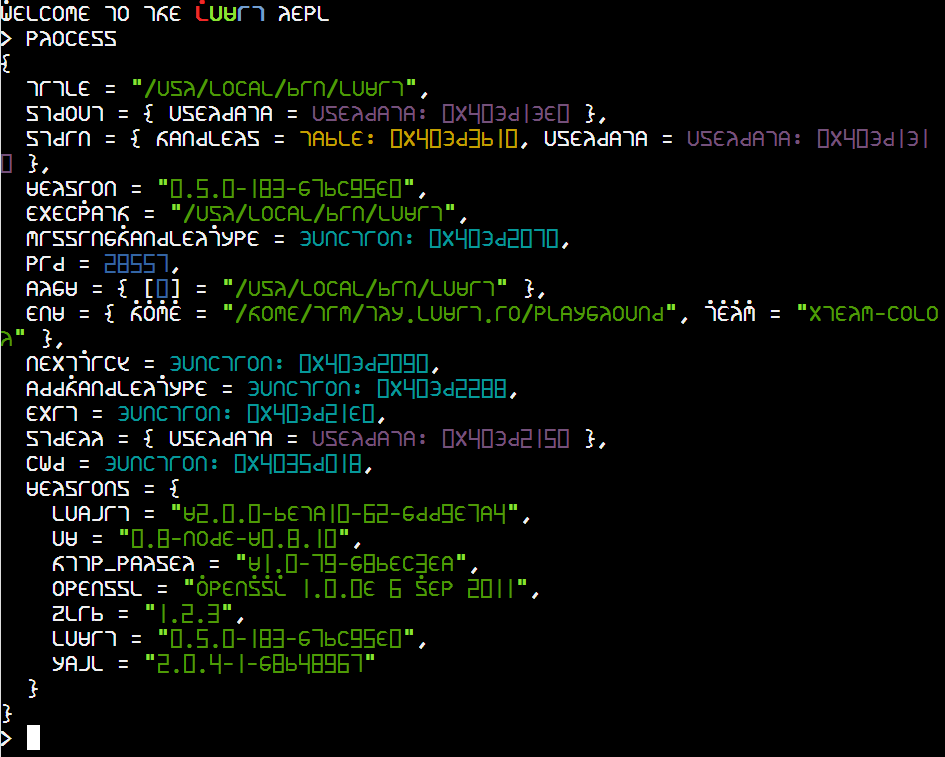 Welcome to the Luvit repl
> process
{
title = "/usr/local/bin/luvit",
stdout = { userdata = userdata: 0x403d13e0 },
stdin = { handlers = table: 0x403d3b10, userdata = userdata: 0x403d131
0 },
version = "0.5.0-183-g7bc95e0",
execPath = "/usr/local/bin/luvit",
missingHandlerType = function: 0x403d2070,
pid = 28557,
argv = { [0] = "/usr/local/bin/luvit" },
env = { HOME = "/home/tim/try.luvit.io/playground", TERM = "xterm-colo
r" },
nextTick = function: 0x403d2090,
addHandlerType = function: 0x403d2288,
exit = function: 0x403d21e0,
stderr = { userdata = userdata: 0x403d2150 },
cwd = function: 0x4035d018,
versions = {
luajit = "v2.0.0-beta10-62-gdd9e7a4",
uv = "0.8-node-v0.8.10",
http_parser = "v1.0-79-g8bec3ea",
openssl = "OpenSSL 1.0.0e 6 Sep 2011",
zlib = "1.2.3",
luvit = "0.5.0-183-g7bc95e0",
yajl = "2.0.4-1-g8b48967"
}
}
>